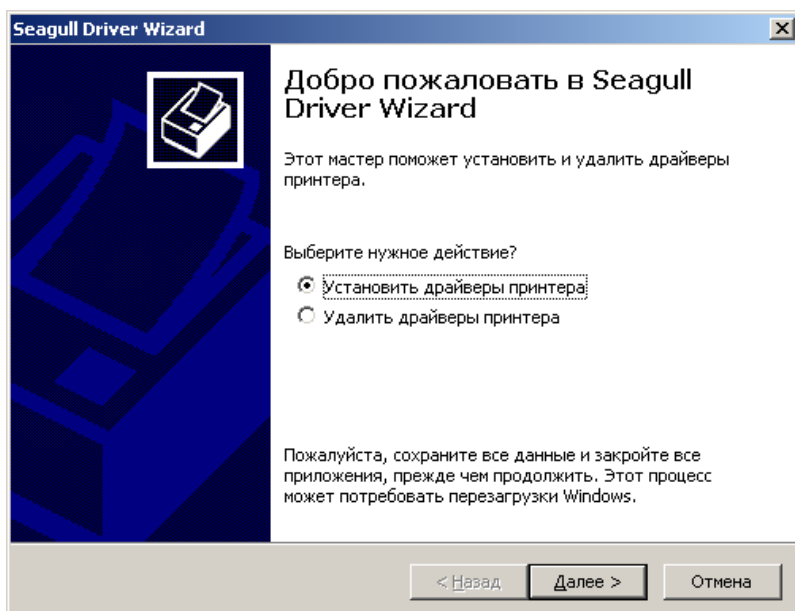 Seagull Driver Wizard
Добро пожаловать в Seagull
Driver Wizard
Этот мастер поможет установить и удалить драйверы
принтера.
Выберите нужное действие?
Установить драйверы принтера
Удалить драйверы принтера
Пожалуйста, сохраните все данные и закройте все
приложения, прежде чем продолжить. Этот процесс
может потребовать перезагрузки Windows.
< Назад Далее > Отмена